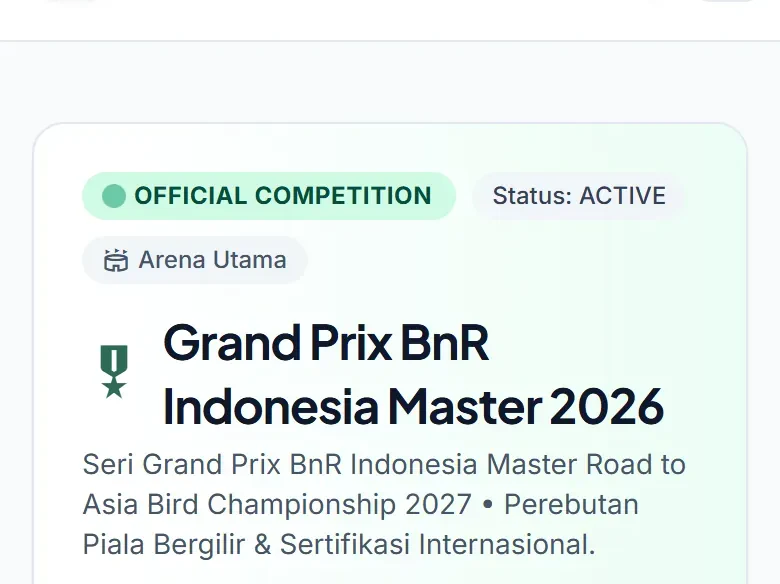 OFFICIAL COMPETITION
Status: ACTIVE
Arena Utama
Grand Prix BnR
Indonesia Master 2026
Seri Grand Prix BnR Indonesia Master Road to
Asia Bird Championship 2027 • Perebutan
Piala Bergilir & Sertifikasi Internasional.